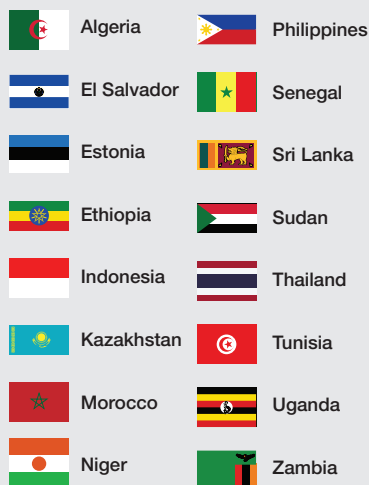 Algeria
El Salvador
Estonia
Ethiopia
Indonesia
Kazakhstan
Morocco
Niger
Philippines
Senegal
Sri Lanka
Sudan
Thailand
Tunisia
Uganda
Zambia